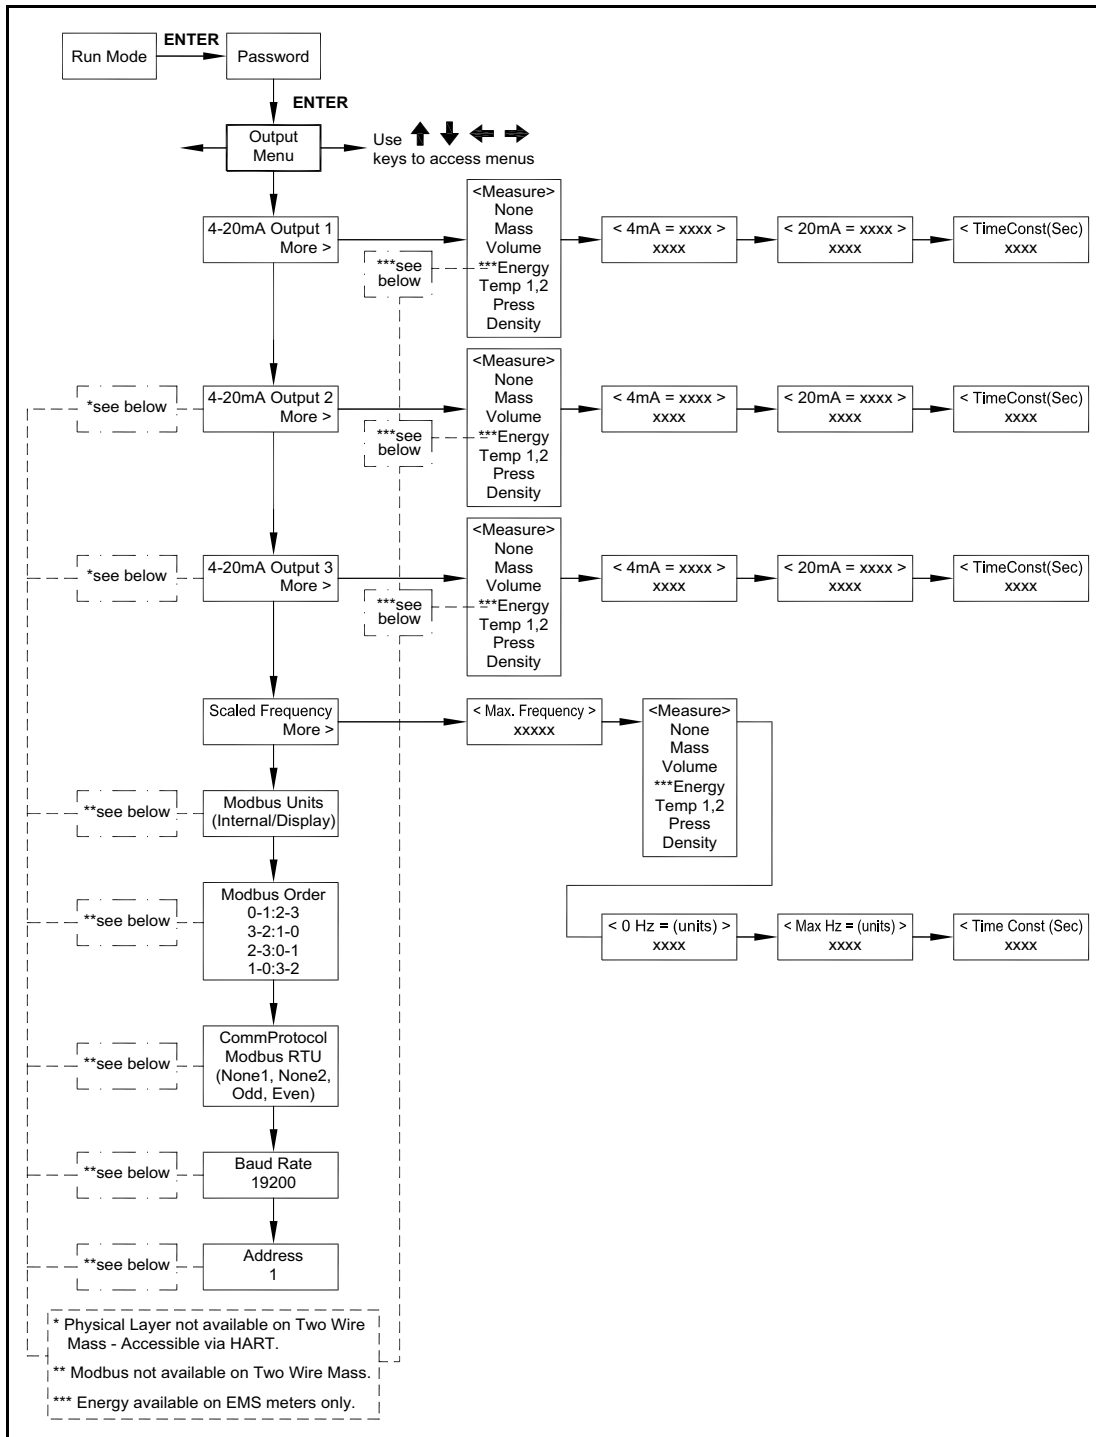 Run Mode
ENTER
Password
ENTER
Output
Menu
Use
keys to access menus
4-20mA Output 1
More >
***see
below
<Measure>
None
Mass
Volume
***Energy
Temp 1,2
Press
Density
< 4mA = xxxx >
xxxx
< 20mA = xxxx >
xxxx
< TimeConst(Sec)
xxxx
*see below
4-20mA Output 2
More >
***see
below
<Measure>
None
Mass
Volume
***Energy
Temp 1,2
Press
Density
< 4mA = xxxx >
xxxx
< 20mA = xxxx >
xxxx
< TimeConst(Sec)
xxxx
*see below
4-20mA Output 3
More >
***see
below
<Measure>
None
Mass
Volume
***Energy
Temp 1,2
Press
Density
< 4mA = xxxx >
xxxx
< 20mA = xxxx >
xxxx
< TimeConst(Sec)
xxxx
Scaled Frequency
More >
< Max. Frequency >
xxxxx
<Measure>
None
Mass
Volume
***Energy
Temp 1,2
Press
Density
< 0 Hz = (units) >
xxxx
< Max Hz = (units) >
xxxx
< Time Const (Sec)
xxxx
**see below
Modbus Units
(Internal/Display)
**see below
Modbus Order
0-1:2-3
3-2:1-0
2-3:0-1
1-0:3-2
**see below
CommProtocol
Modbus RTU
(None1, None2,
Odd, Even)
**see below
Baud Rate
19200
**see below
Address
1
* Physical Layer not available on Two Wire
Mass - Accessible via HART.
** Modbus not available on Two Wire Mass.
*** Energy available on EMS meters only.